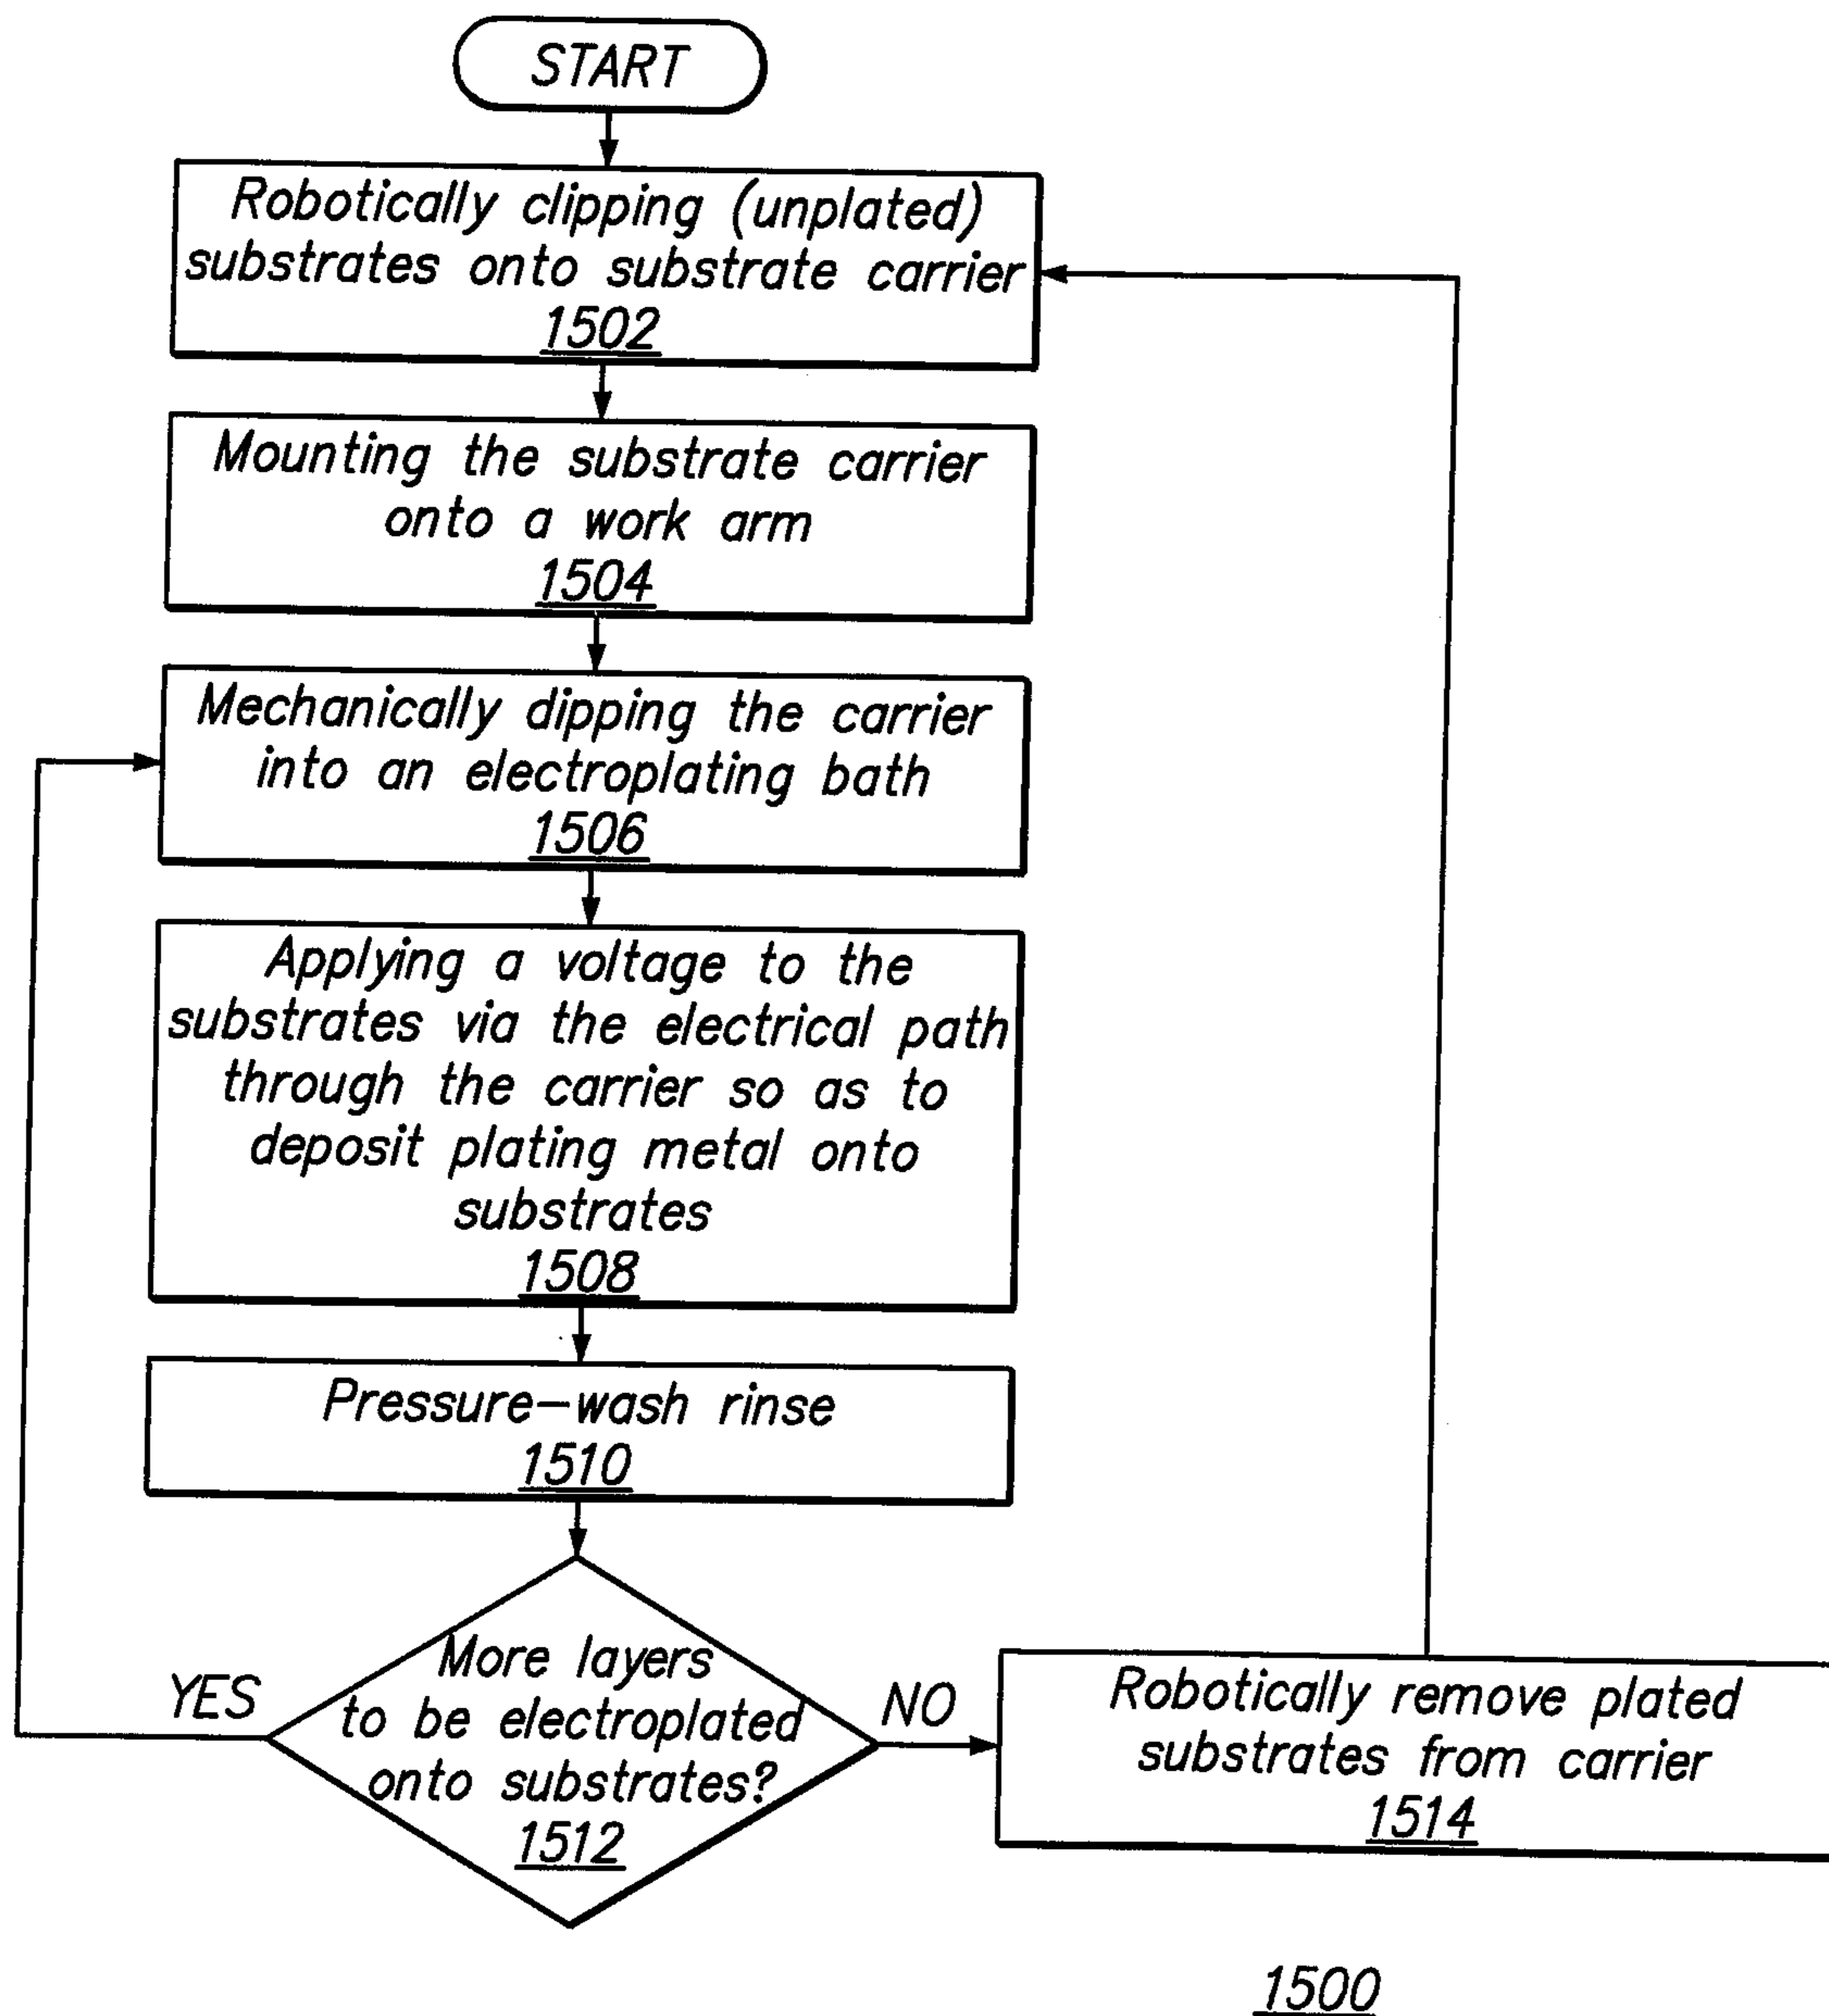 START
Robotically clipping (unplated)
substrates onto substrate carrier
1502
Mounting the substrate carrier
onto a work arm
1504
Mechanically dipping the carrier
into an electroplating bath
1506
Applying a voltage to the
substrates via the electrical path
through the carrier so as to
deposit plating metal onto
substrates
1508
Pressure-wash rinse
1510
More layers
to be electroplated
onto substrates?
1512
YES
NO
Robotically remove plated
substrates from carrier
1514
1500